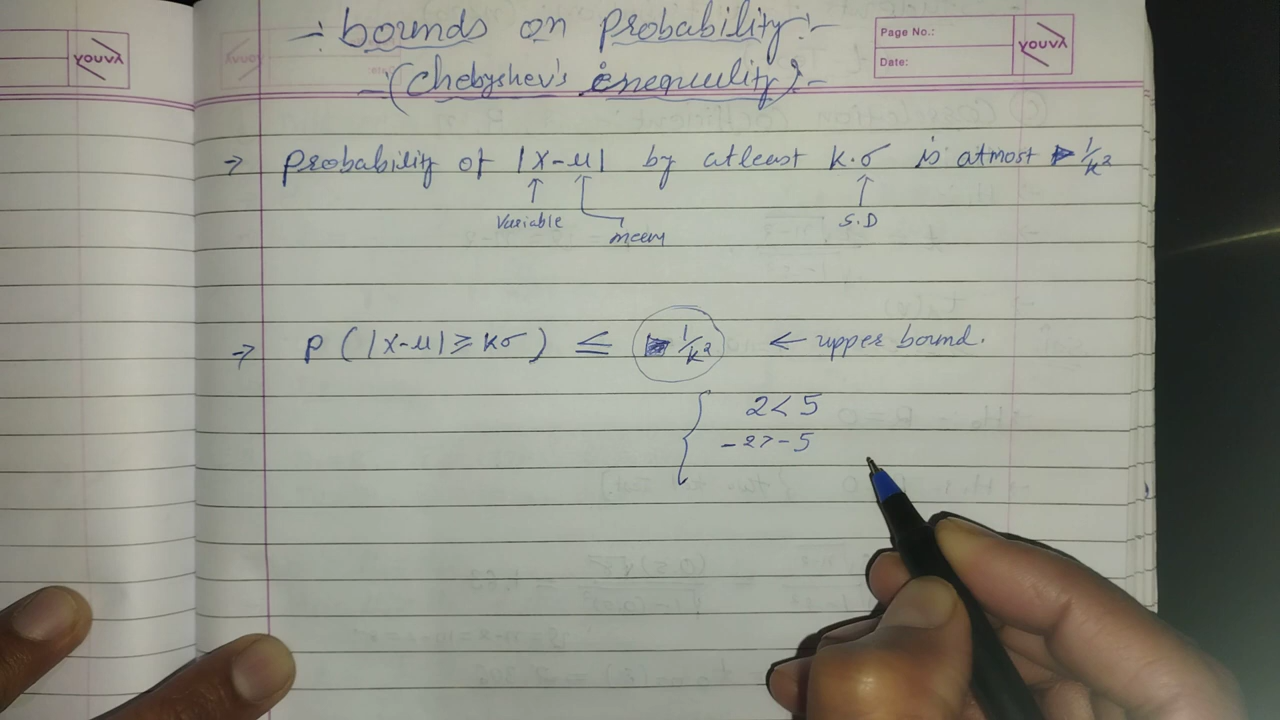 -: bounds on probability :-
-(Chebyshev's inequality)-
Page No.:
Date:
youva
youva
→ probability of |X-μ| by atleast k.σ is atmost 1/k²
Variable
mean
S.D
→ P (|X-μ| ≥ kσ) ≤ 1/k² ← upper bound.
2 < 5
-2 > -5